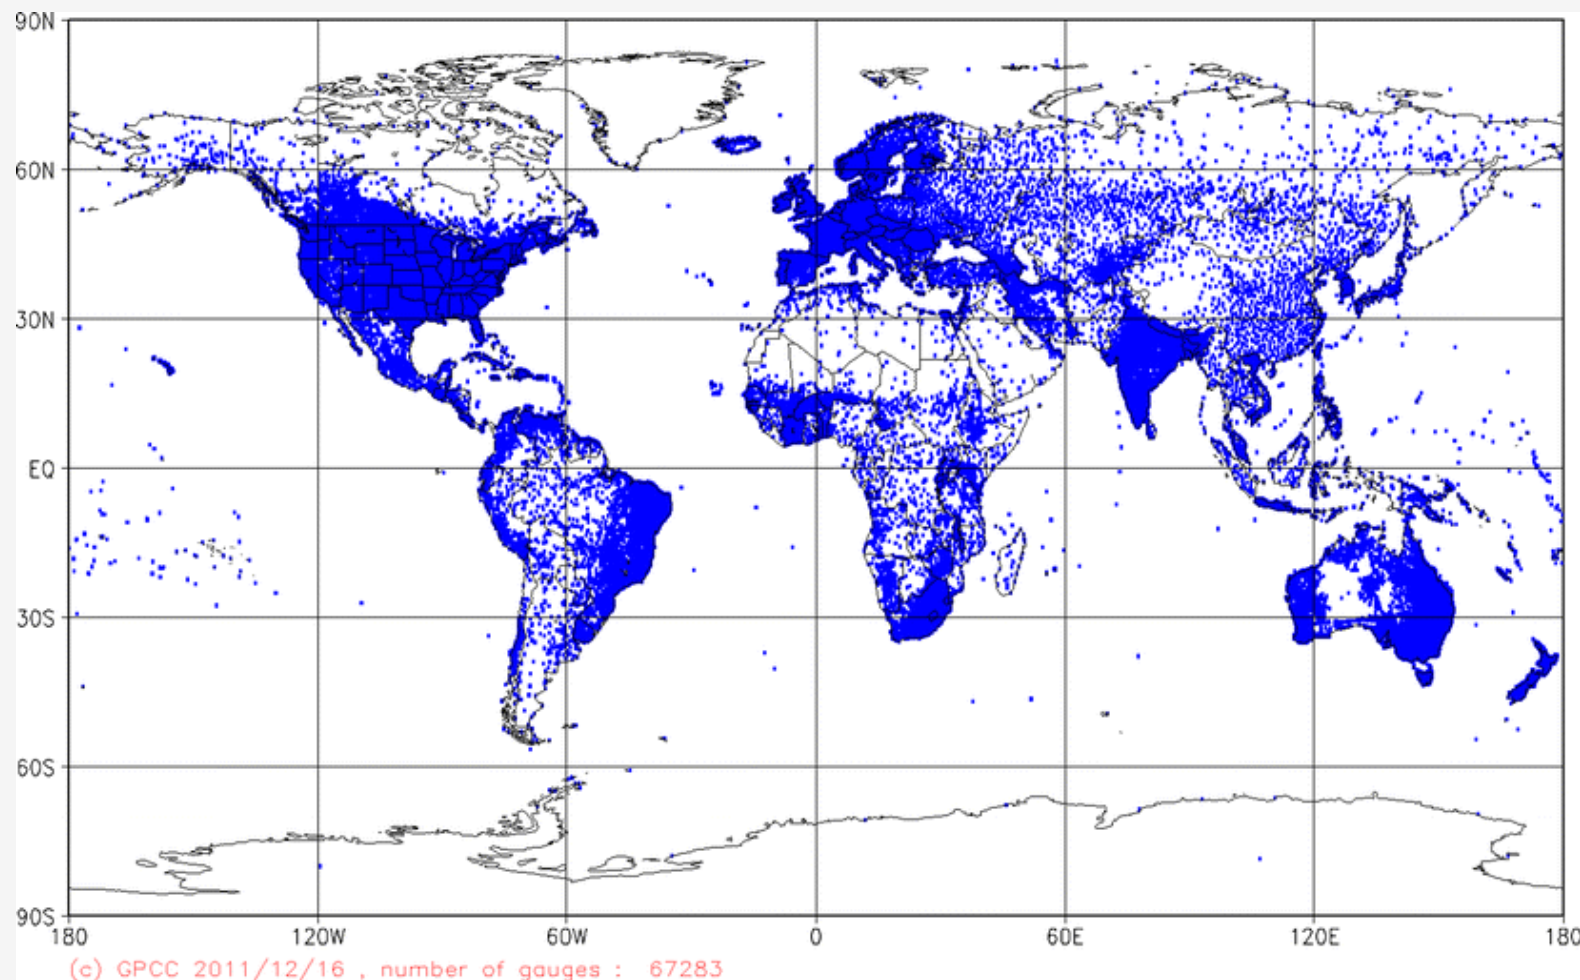 90N
60N
30N
EQ
30S
60S
90S
180 120W 60W 0 60E 120E 180
(c) GPCC 2011/12/16 , number of gauges : 67283